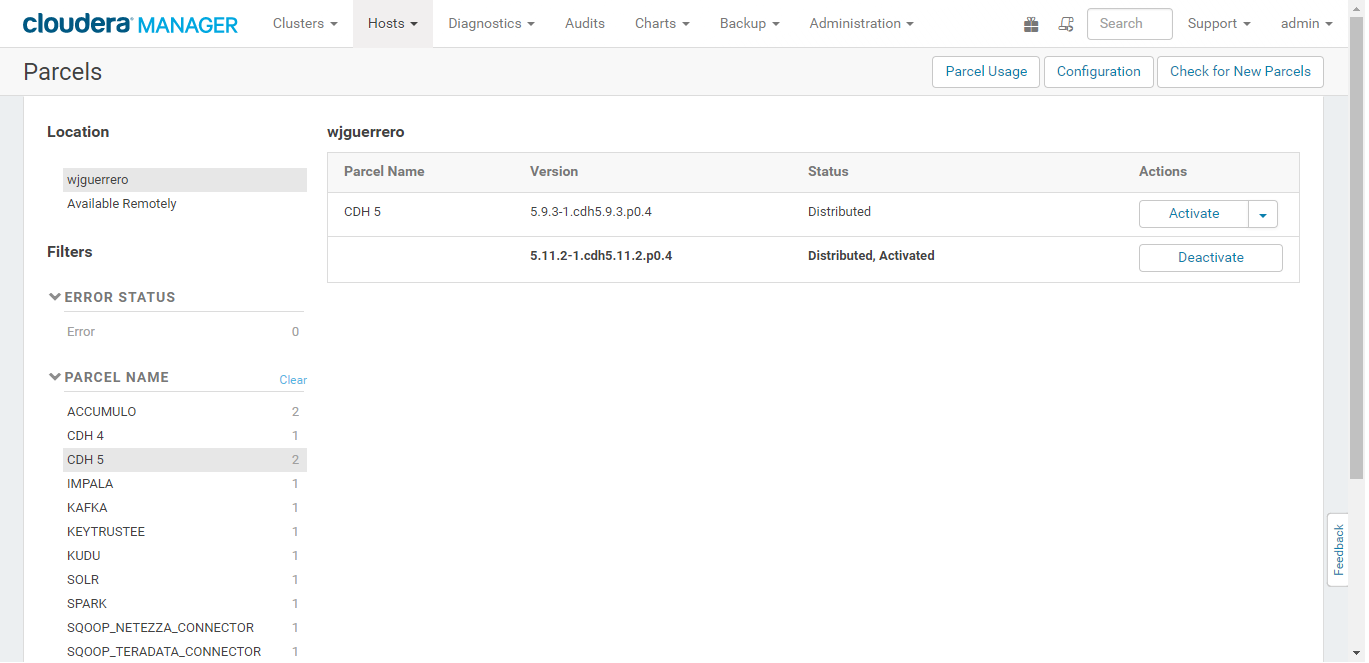 cloudera MANAGER Clusters Hosts Diagnostics Audits Charts Backup Administration Search Support admin
Parcels Parcel Usage Configuration Check for New Parcels
Location
wjguerrero
Available Remotely
Filters
ERROR STATUS
Error 0
PARCEL NAME Clear
ACCUMULO 2
CDH 4 1
CDH 5 2
IMPALA 1
KAFKA 1
KEYTRUSTEE 1
KUDU 1
SOLR 1
SPARK 1
SQOOP_NETEZZA_CONNECTOR 1
SQOOP_TERADATA_CONNECTOR 1
wjguerrero
Parcel Name Version Status Actions
CDH 5 5.9.3-1.cdh5.9.3.p0.4 Distributed Activate
5.11.2-1.cdh5.11.2.p0.4 Distributed, Activated Deactivate
Feedback